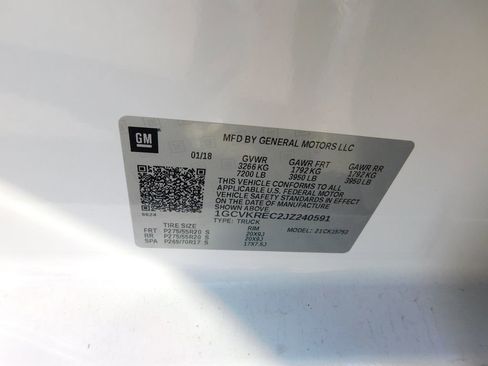 GM
MFD BY GENERAL MOTORS LLC
01/18 GVWR GAWR FRT GAWR RR
3266 KG 1792 KG 1792 KG
7200 LB 3950 LB 3950 LB
THIS VEHICLE CONFORMS TO ALL
APPLICABLE U.S. FEDERAL MOTOR
VEHICLE SAFETY AND THEFT PREVENTION
STANDARDS IN EFFECT ON THE DATE
OF MANUFACTURE SHOWN ABOVE.
1GCVKREC2JZ240591
TYPE: TRUCK MODEL:
TIRE SIZE RIM
FRT P275/55R20 S 20X9J
RR P275/55R20 S 20X9J
SPA P265/70R17 S 17X7.5J